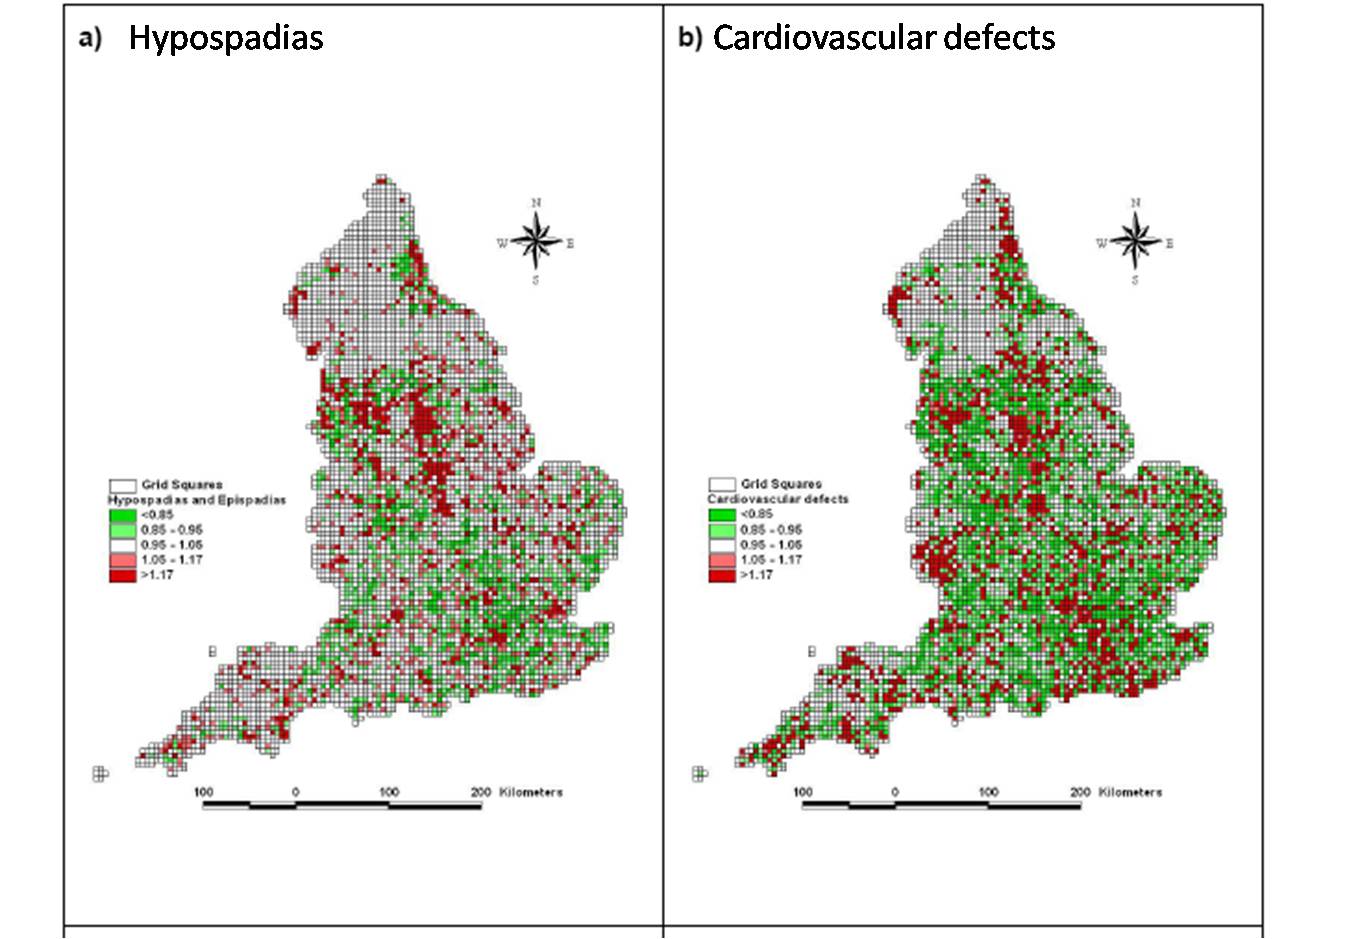 a) Hypospadias
N
W E
S
Grid Squares
Hypospadias and Epispadias
<0.85
0.85 - 0.95
0.95 - 1.05
1.05 - 1.17
>1.17
100 0 100 200 Kilometers
b) Cardiovascular defects
N
W E
S
Grid Squares
Cardiovascular defects
<0.85
0.85 - 0.95
0.95 - 1.05
1.05 - 1.17
>1.17
100 0 100 200 Kilometers